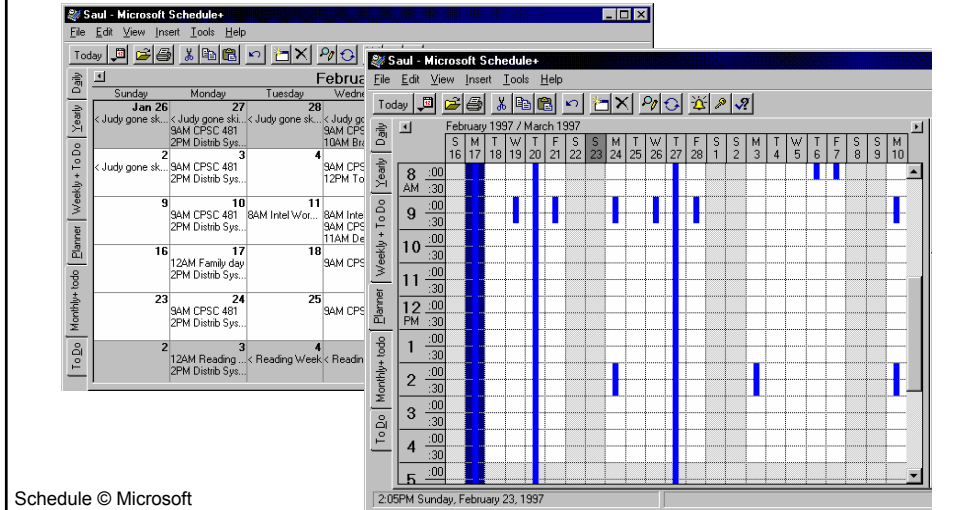 Saul - Microsoft Schedule+
File Edit View Insert Tools Help
Today
Februa
Sunday Monday Tuesday Wedne
Jan 26 27 28
< Judy gone sk... < Judy gone ski... < Judy gone sk... < Judy go
9AM CPSC 481 9AM CPS
2PM Distrib Sys... 10AM Bra
2 3 4
< Judy gone sk... 9AM CPSC 481 9AM CPS
2PM Distrib Sys... 12PM To
9 10 11
9AM CPSC 481 8AM Intel Wor... 8AM Inte
2PM Distrib Sys... 9AM CPS
11AM De
16 17 18
12AM Family day 9AM CPS
2PM Distrib Sys...
23 24 25
9AM CPSC 481 9AM CPS
2PM Distrib Sys...
2 3 4
12AM Reading ... < Reading Week < Readin
2PM Distrib Sys...
Daily
Yearly
Weekly + To Do
Planner
Monthly+ todo
To Do
Saul - Microsoft Schedule+
File Edit View Insert Tools Help
Today
February 1997 / March 1997
S M T W T F S S M T W T F S S M T W T F S S M
16 17 18 19 20 21 22 23 24 25 26 27 28 1 2 3 4 5 6 7 8 9 10
8 :00
AM :30
9 :00
:30
10 :00
:30
11 :00
:30
12 :00
PM :30
1 :00
:30
2 :00
:30
3 :00
:30
4 :00
:30
5 :00
Daily
Yearly
Weekly + To Do
Planner
Monthly+ todo
To Do
2:05PM Sunday, February 23, 1997
Schedule © Microsoft